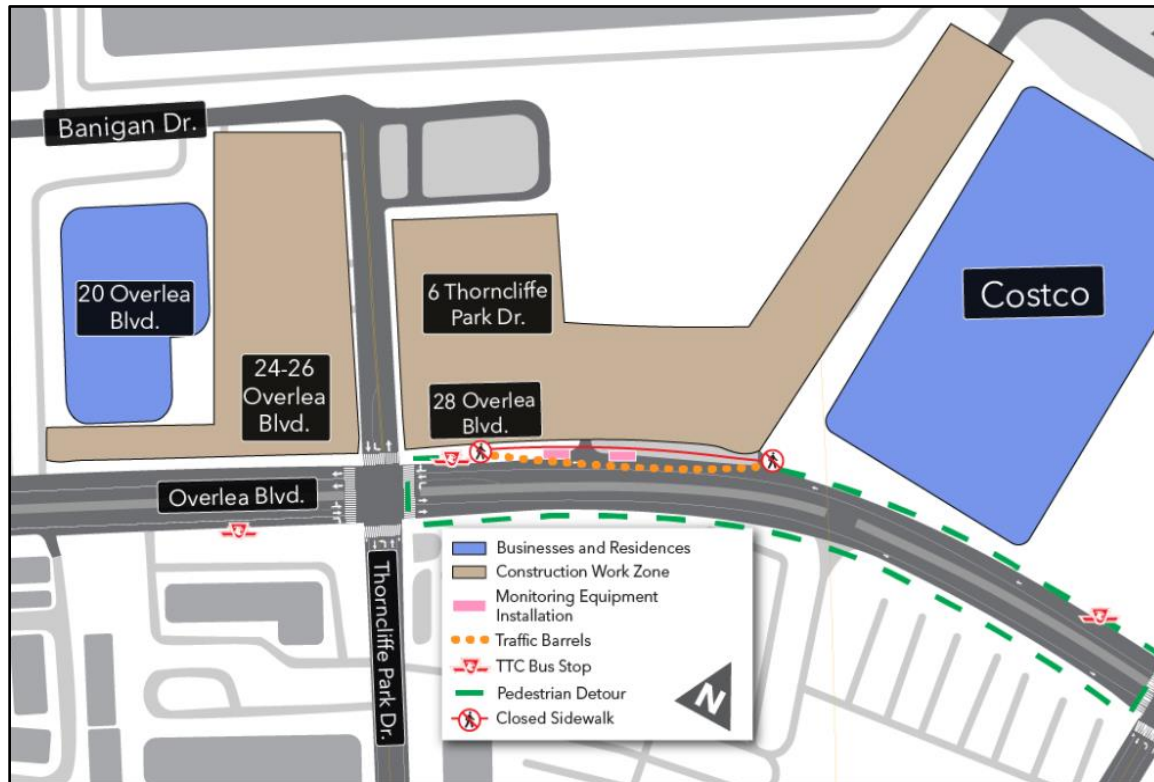 Banigan Dr.
20 Overlea
Blvd.
24-26
Overlea
Blvd.
6 Thorncliffe
Park Dr.
28 Overlea
Blvd.
Costco
Overlea Blvd.
Thorncliffe Park Dr.
Businesses and Residences
Construction Work Zone
Monitoring Equipment
Installation
Traffic Barrels
TTC Bus Stop
Pedestrian Detour
Closed Sidewalk
N